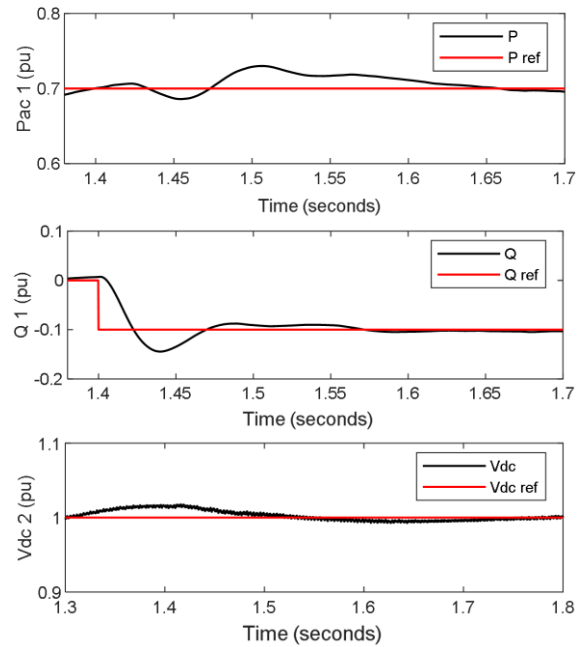 0.8
P
P ref
Pac 1 (pu)
0.7
0.6
1.4 1.45 1.5 1.55 1.6 1.65 1.7
Time (seconds)
0.1
Q
Q ref
Q 1 (pu)
0
-0.1
-0.2
1.4 1.45 1.5 1.55 1.6 1.65 1.7
Time (seconds)
1.1
Vdc
Vdc ref
Vdc 2 (pu)
1
0.9
1.3 1.4 1.5 1.6 1.7 1.8
Time (seconds)